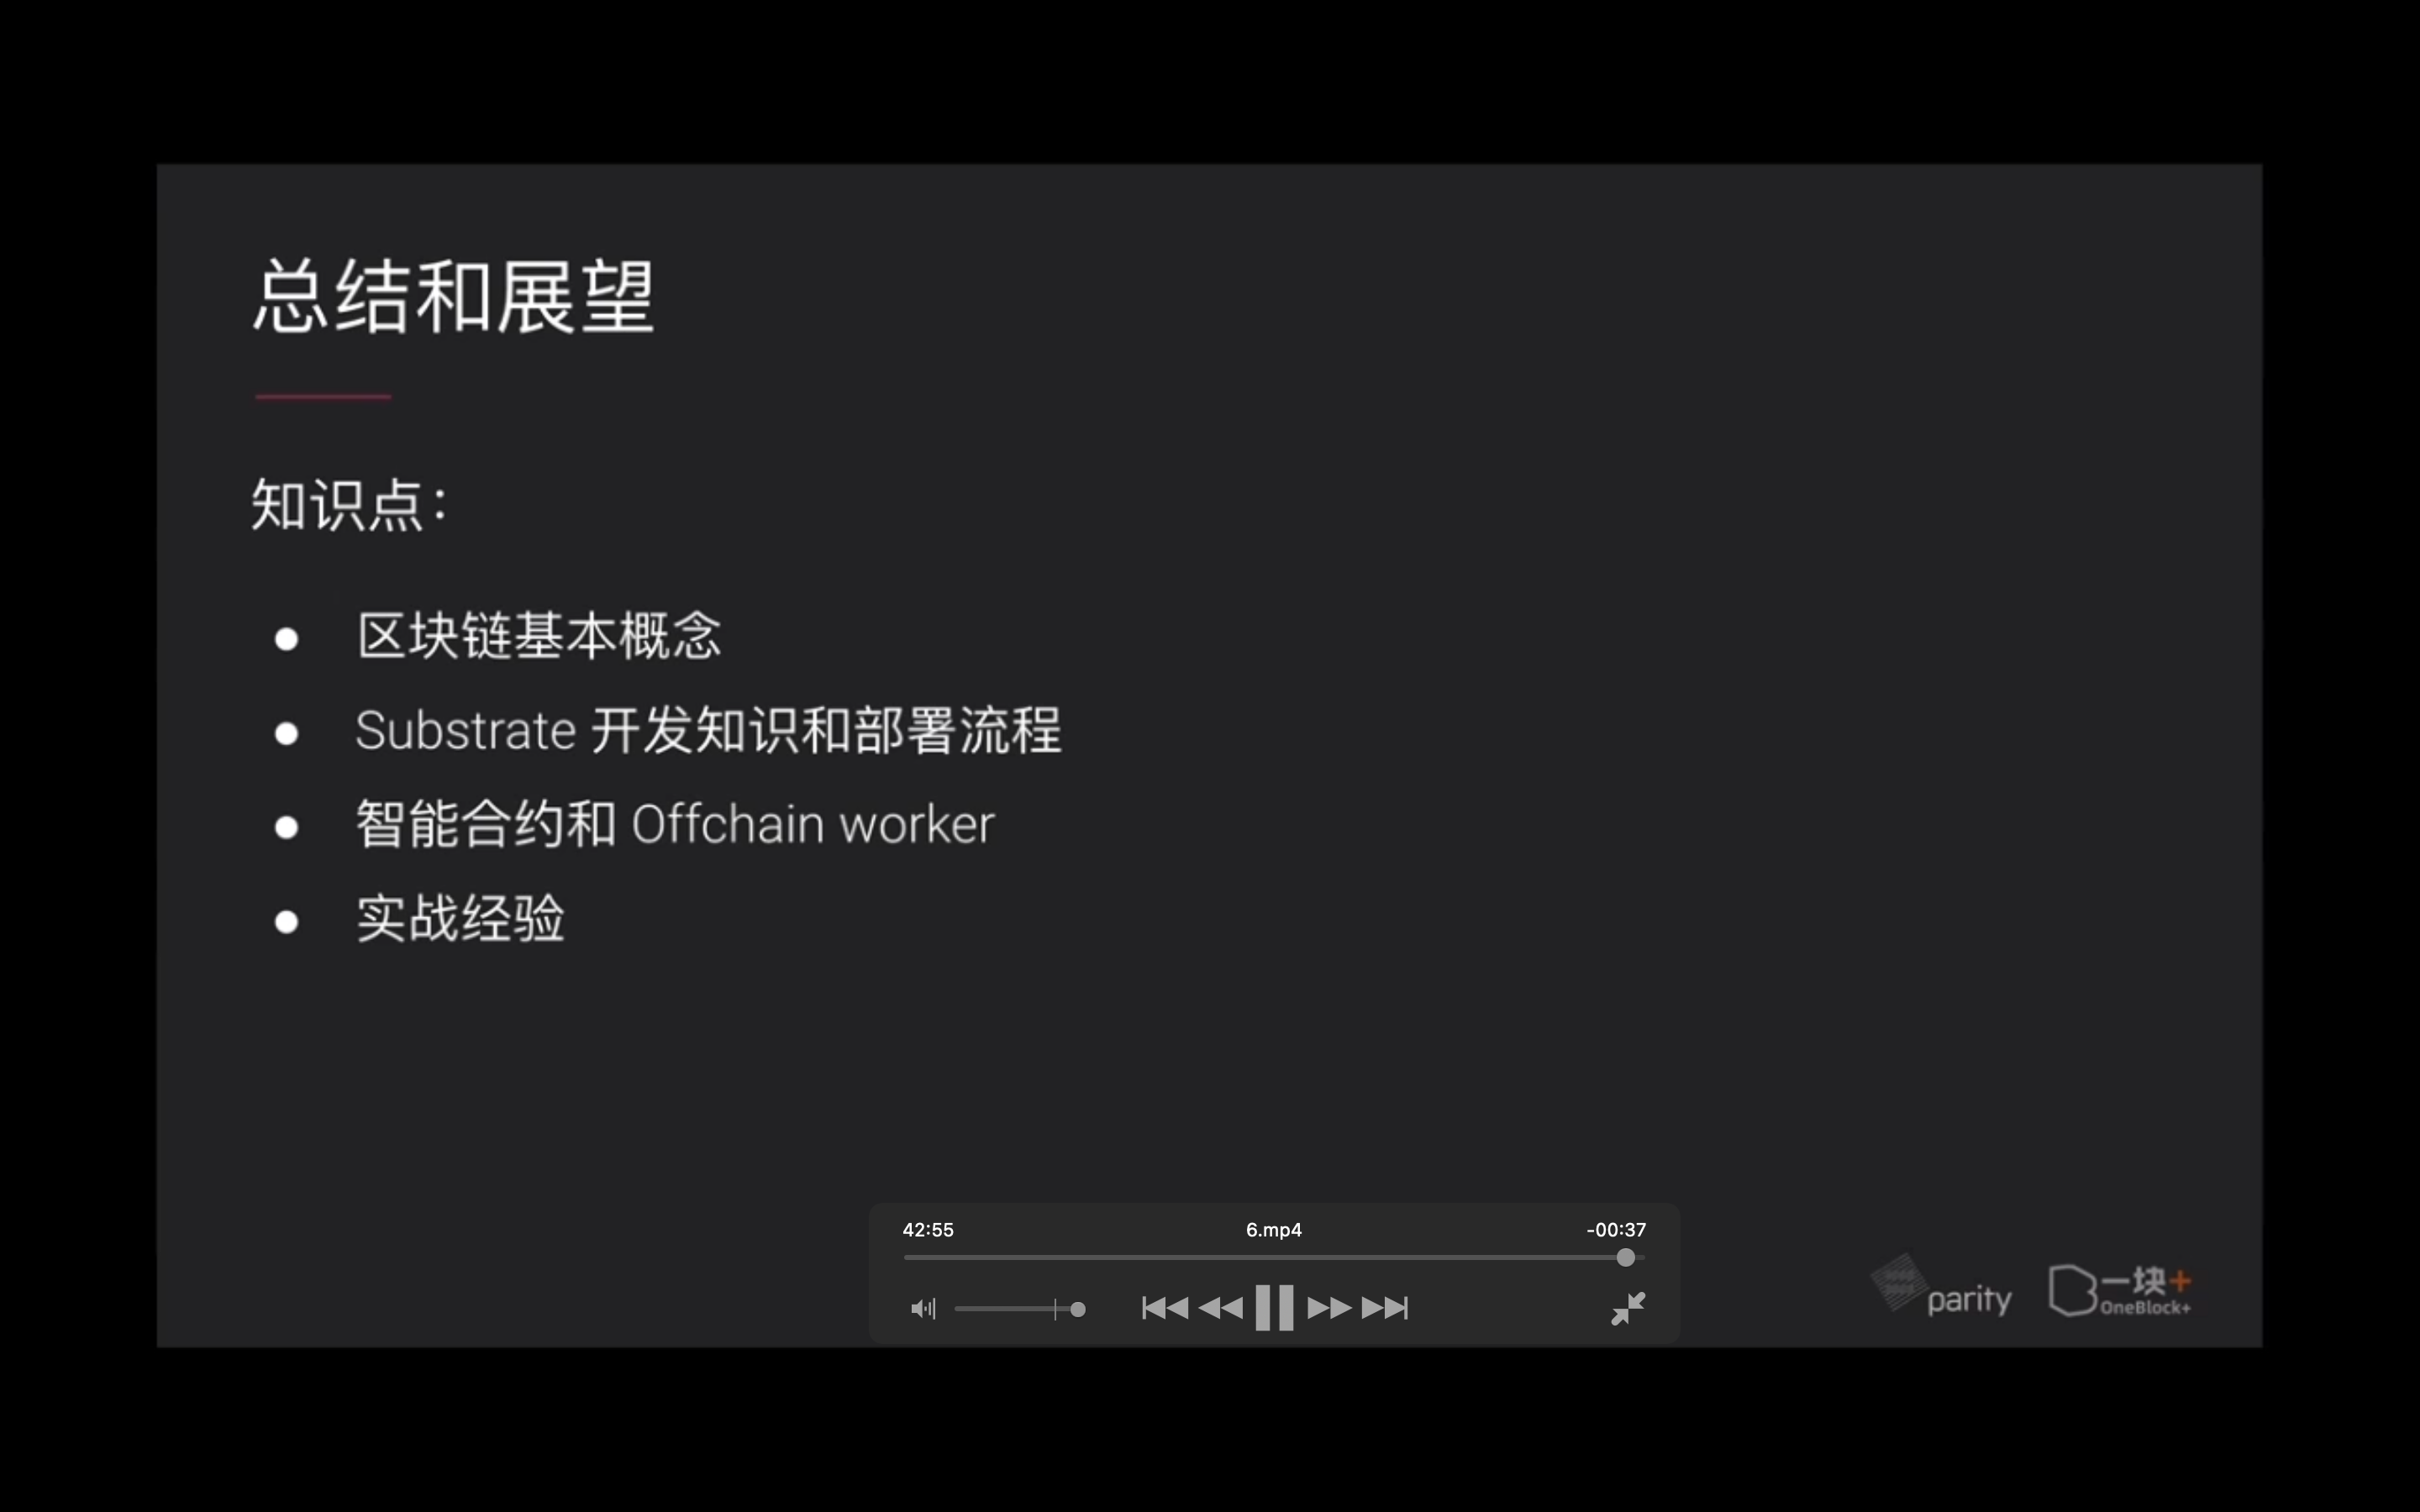 总结和展望
知识点：
● 区块链基本概念
● Substrate 开发知识和部署流程
● 智能合约和 Offchain worker
● 实战经验
42:55 6.mp4 -00:37
parity 一块+
OneBlock+